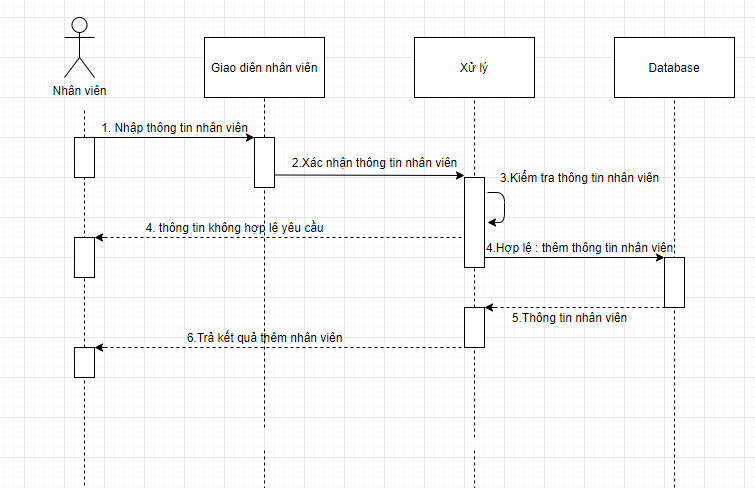 Nhân viên
Giao diện nhân viên
Xử lý
Database
1. Nhập thông tin nhân viên
2.Xác nhận thông tin nhân viên
3.Kiểm tra thông tin nhân viên
4. thông tin không hợp lệ yêu cầu
4.Hợp lệ : thêm thông tin nhân viên
5.Thông tin nhân viên
6.Trả kết quả thêm nhân viên